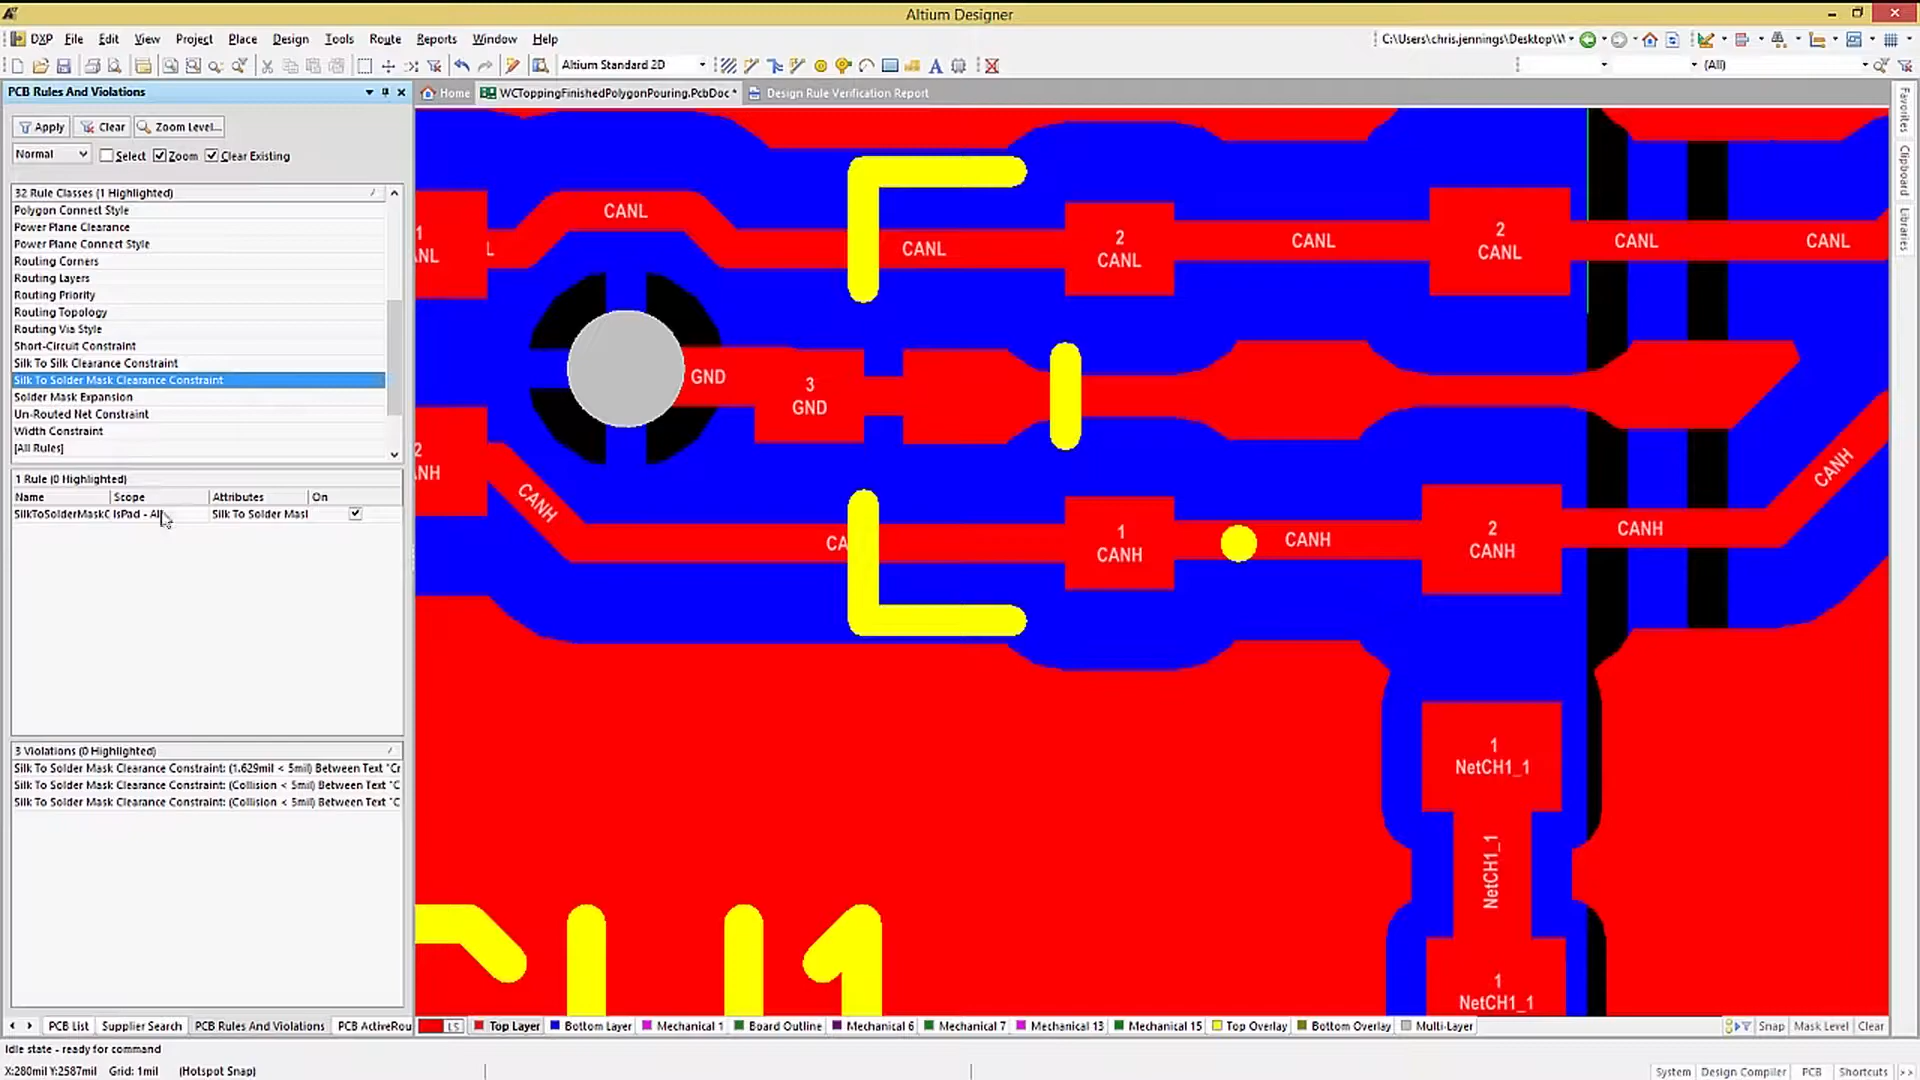 Altium Designer
DXP File Edit View Project Place Design Tools Route Reports Window Help
C:\Users\chris.jennings\Desktop\V
Altium Standard 2D
(All)
PCB Rules And Violations
Home
WCToppingFinishedPolygonPouring.PcbDoc *
Design Rule Verification Report
Apply Clear Zoom Level...
Normal Select Zoom Clear Existing
32 Rule Classes (1 Highlighted)
Polygon Connect Style
Power Plane Clearance
Power Plane Connect Style
Routing Corners
Routing Layers
Routing Priority
Routing Topology
Routing Via Style
Short-Circuit Constraint
Silk To Silk Clearance Constraint
Silk To Solder Mask Clearance Constraint
Solder Mask Expansion
Un-Routed Net Constraint
Width Constraint
[All Rules]
1 Rule (0 Highlighted)
Name Scope Attributes On
SilkToSolderMaskC IsPad - All Silk To Solder Masl
3 Violations (0 Highlighted)
Silk To Solder Mask Clearance Constraint: (1.629mil < 5mil) Between Text "Cr
Silk To Solder Mask Clearance Constraint: (Collision < 5mil) Between Text "C
Silk To Solder Mask Clearance Constraint: (Collision < 5mil) Between Text "C
CANL
1
NL
L
CANL
2
CANL
CANL
2
CANL
CANL
CANL
GND
3
GND
2
NH
CANH
CA
1
CANH
CANH
2
CANH
CANH
CANH
1
NetCH1_1
NetCH1_1
1
NetCH1_1
Favorites
Clipboard
Libraries
PCB List Supplier Search PCB Rules And Violations PCB ActiveRou
LS Top Layer Bottom Layer Mechanical 1 Board Outline Mechanical 6 Mechanical 7 Mechanical 13 Mechanical 15 Top Overlay Bottom Overlay Multi-Layer
Snap Mask Level Clear
Idle state - ready for command
X:280mil Y:2587mil Grid: 1mil (Hotspot Snap)
System Design Compiler PCB Shortcuts >>